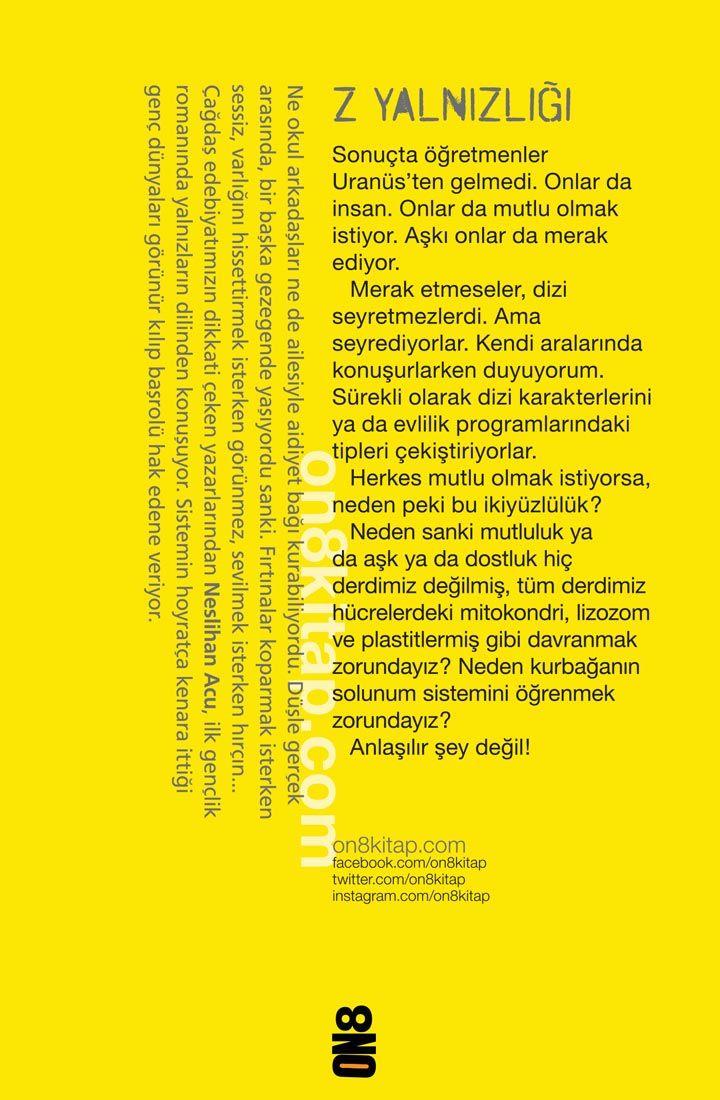 Z YALNIZLIĞI
Sonuçta öğretmenler
Uranüs’ten gelmedi. Onlar da
insan. Onlar da mutlu olmak
istiyor. Aşkı onlar da merak
ediyor.
Merak etmeseler, dizi
seyretmezlerdi. Ama
seyrediyorlar. Kendi aralarında
konuşurlarken duyuyorum.
Sürekli olarak dizi karakterlerini
ya da evlilik programlarındaki
tipleri çekiştiriyorlar.
Herkes mutlu olmak istiyorsa,
neden peki bu ikiyüzlülük?
Neden sanki mutluluk ya
da aşk ya da dostluk hiç
derdimiz değilmiş, tüm derdimiz
hücrelerdeki mitokondri, lizozom
ve plastitlermiş gibi davranmak
zorundayız? Neden kurbağanın
solunum sistemini öğrenmek
zorundayız?
Anlaşılır şey değil!
Ne okul arkadaşları ne de ailesiyle aidiyet bağı kurabiliyordu. Düşle gerçek
arasında, bir başka gezegende yaşıyordu sanki. Fırtınalar koparmak isterken
sessiz, varlığını hissettirmek isterken görünmez, sevilmek isterken hırçın...
Çağdaş edebiyatımızın dikkati çeken yazarlarından Neslihan Acu, ilk gençlik
romanında yalnızların dilinden konuşuyor. Sistemin hoyratça kenara ittiği
genç dünyaları görünür kılıp başrolü hak edene veriyor.
on8kitap.com
on8kitap.com
facebook.com/on8kitap
twitter.com/on8kitap
instagram.com/on8kitap
ON8